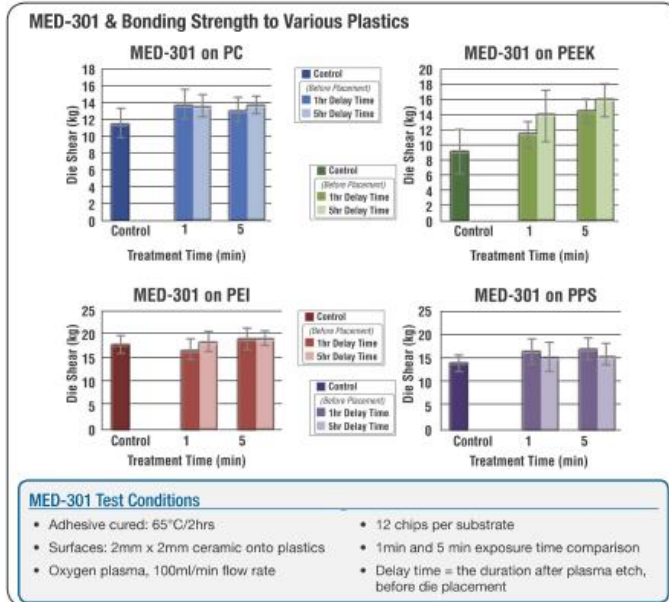 MED-301 & Bonding Strength to Various Plastics
MED-301 on PC
Die Shear (kg)
18
16
14
12
10
8
6
4
2
0
Control
1
5
Treatment Time (min)
Control
(Before Placement)
1hr Delay Time
5hr Delay Time
MED-301 on PEEK
Die Shear (kg)
20
18
16
14
12
10
8
6
4
2
0
Control
1
5
Treatment Time (min)
Control
(Before Placement)
1hr Delay Time
5hr Delay Time
MED-301 on PEI
Die Shear (kg)
25
20
15
10
5
0
Control
1
5
Treatment Time (min)
Control
(Before Placement)
1hr Delay Time
5hr Delay Time
MED-301 on PPS
Die Shear (kg)
25
20
15
10
5
0
Control
1
5
Treatment Time (min)
Control
(Before Placement)
1hr Delay Time
5hr Delay Time
MED-301 Test Conditions
• Adhesive cured: 65°C/2hrs
• Surfaces: 2mm x 2mm ceramic onto plastics
• Oxygen plasma, 100ml/min flow rate
• 12 chips per substrate
• 1min and 5 min exposure time comparison
• Delay time = the duration after plasma etch,
before die placement